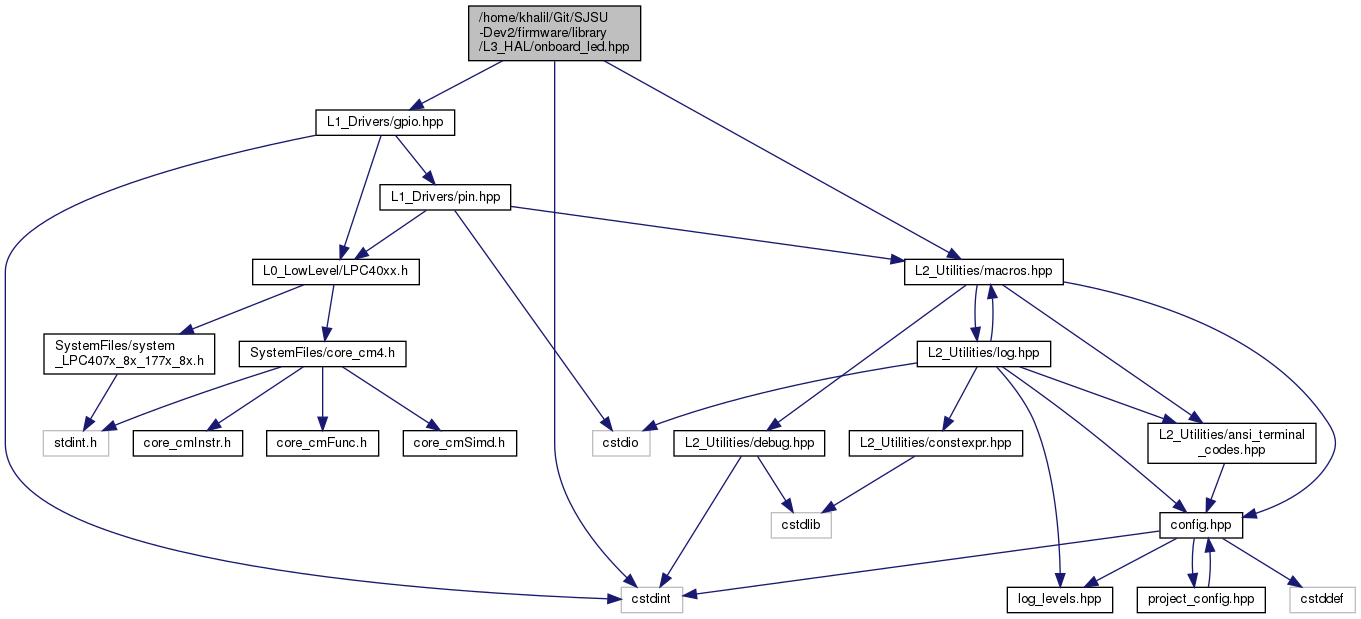 /home/khalil/Git/SJSU
-Dev2/firmware/library
/L3_HAL/onboard_led.hpp
L1_Drivers/gpio.hpp
L1_Drivers/pin.hpp
L0_LowLevel/LPC40xx.h
L2_Utilities/macros.hpp
SystemFiles/system
_LPC407x_8x_177x_8x.h
SystemFiles/core_cm4.h
L2_Utilities/log.hpp
stdint.h
core_cmInstr.h
core_cmFunc.h
core_cmSimd.h
cstdio
L2_Utilities/debug.hpp
L2_Utilities/constexpr.hpp
L2_Utilities/ansi_terminal
_codes.hpp
cstdlib
config.hpp
cstdint
log_levels.hpp
project_config.hpp
cstddef